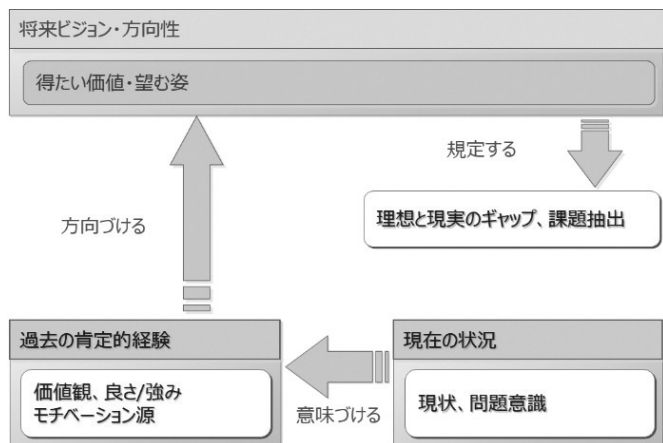 将来ビジョン・方向性
得たい価値・望む姿
規定する
理想と現実のギャップ、課題抽出
方向づける
過去の肯定的経験
価値観、良さ/強み
モチベーション源
意味づける
現在の状況
現状、問題意識